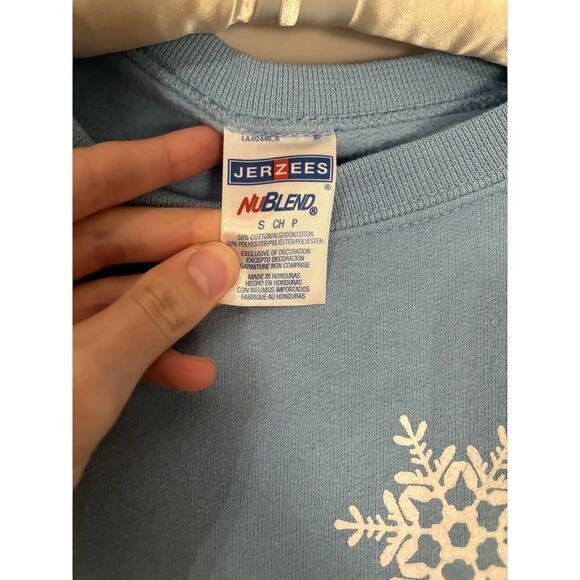 JERZEES
®
NUBLEND®
S CH P
50% COTTON/ALGODÓN/COTON
50% POLYESTER/POLIÉSTER/POLYESTER
EXCLUSIVE OF DECORATION
EXCEPTO DECORACIÓN
GARNITURE NON COMPRISE
MADE IN HONDURAS
HECHO EN HONDURAS
CON INSUMOS IMPORTADOS
FABRIQUÉ AU HONDURAS